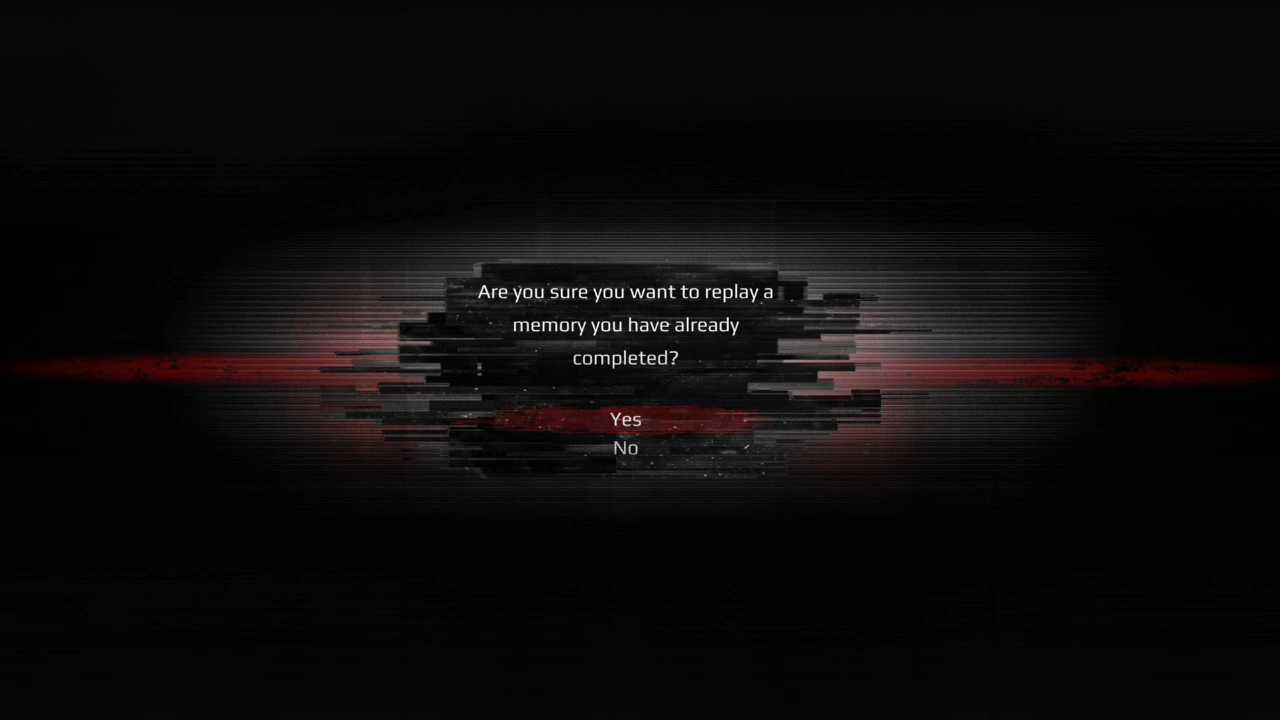 Are you sure you want to replay a
memory you have already
completed?
Yes
No